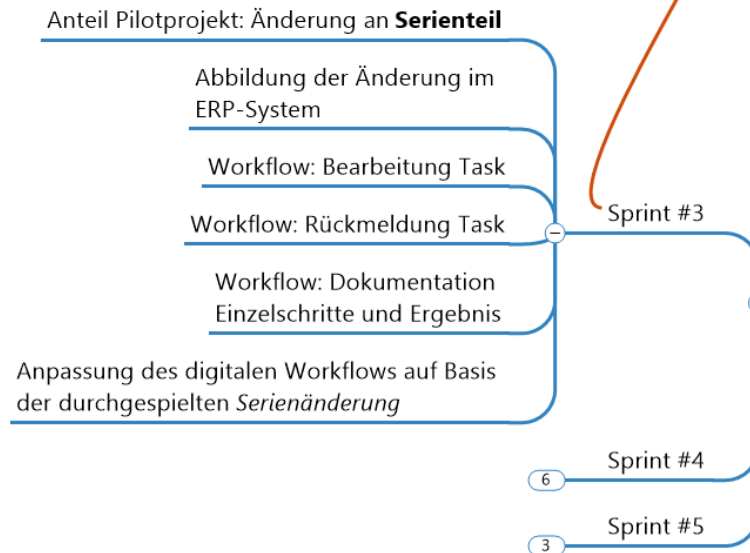 Anteil Pilotprojekt: Änderung an Serienteil
Abbildung der Änderung im
ERP-System
Workflow: Bearbeitung Task
Workflow: Rückmeldung Task
Workflow: Dokumentation
Einzelschritte und Ergebnis
Anpassung des digitalen Workflows auf Basis
der durchgespielten Serienänderung
Sprint #3
Sprint #4
6
Sprint #5
3